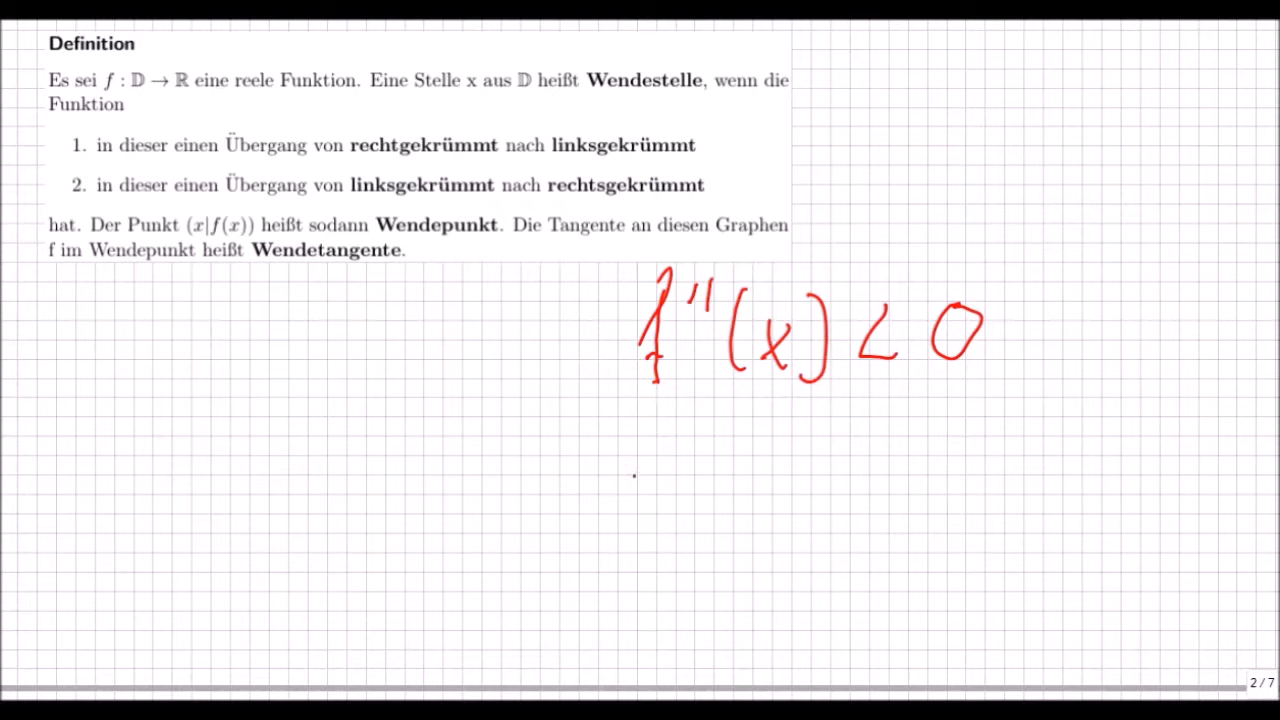 Definition
Es sei f : 𝔻 → ℝ eine reele Funktion. Eine Stelle x aus 𝔻 heißt Wendestelle, wenn die
Funktion
1. in dieser einen Übergang von rechtgekrümmt nach linksgekrümmt
2. in dieser einen Übergang von linksgekrümmt nach rechtsgekrümmt
hat. Der Punkt (x|f(x)) heißt sodann Wendepunkt. Die Tangente an diesen Graphen
f im Wendepunkt heißt Wendetangente.
f''(x) < 0
2 / 7